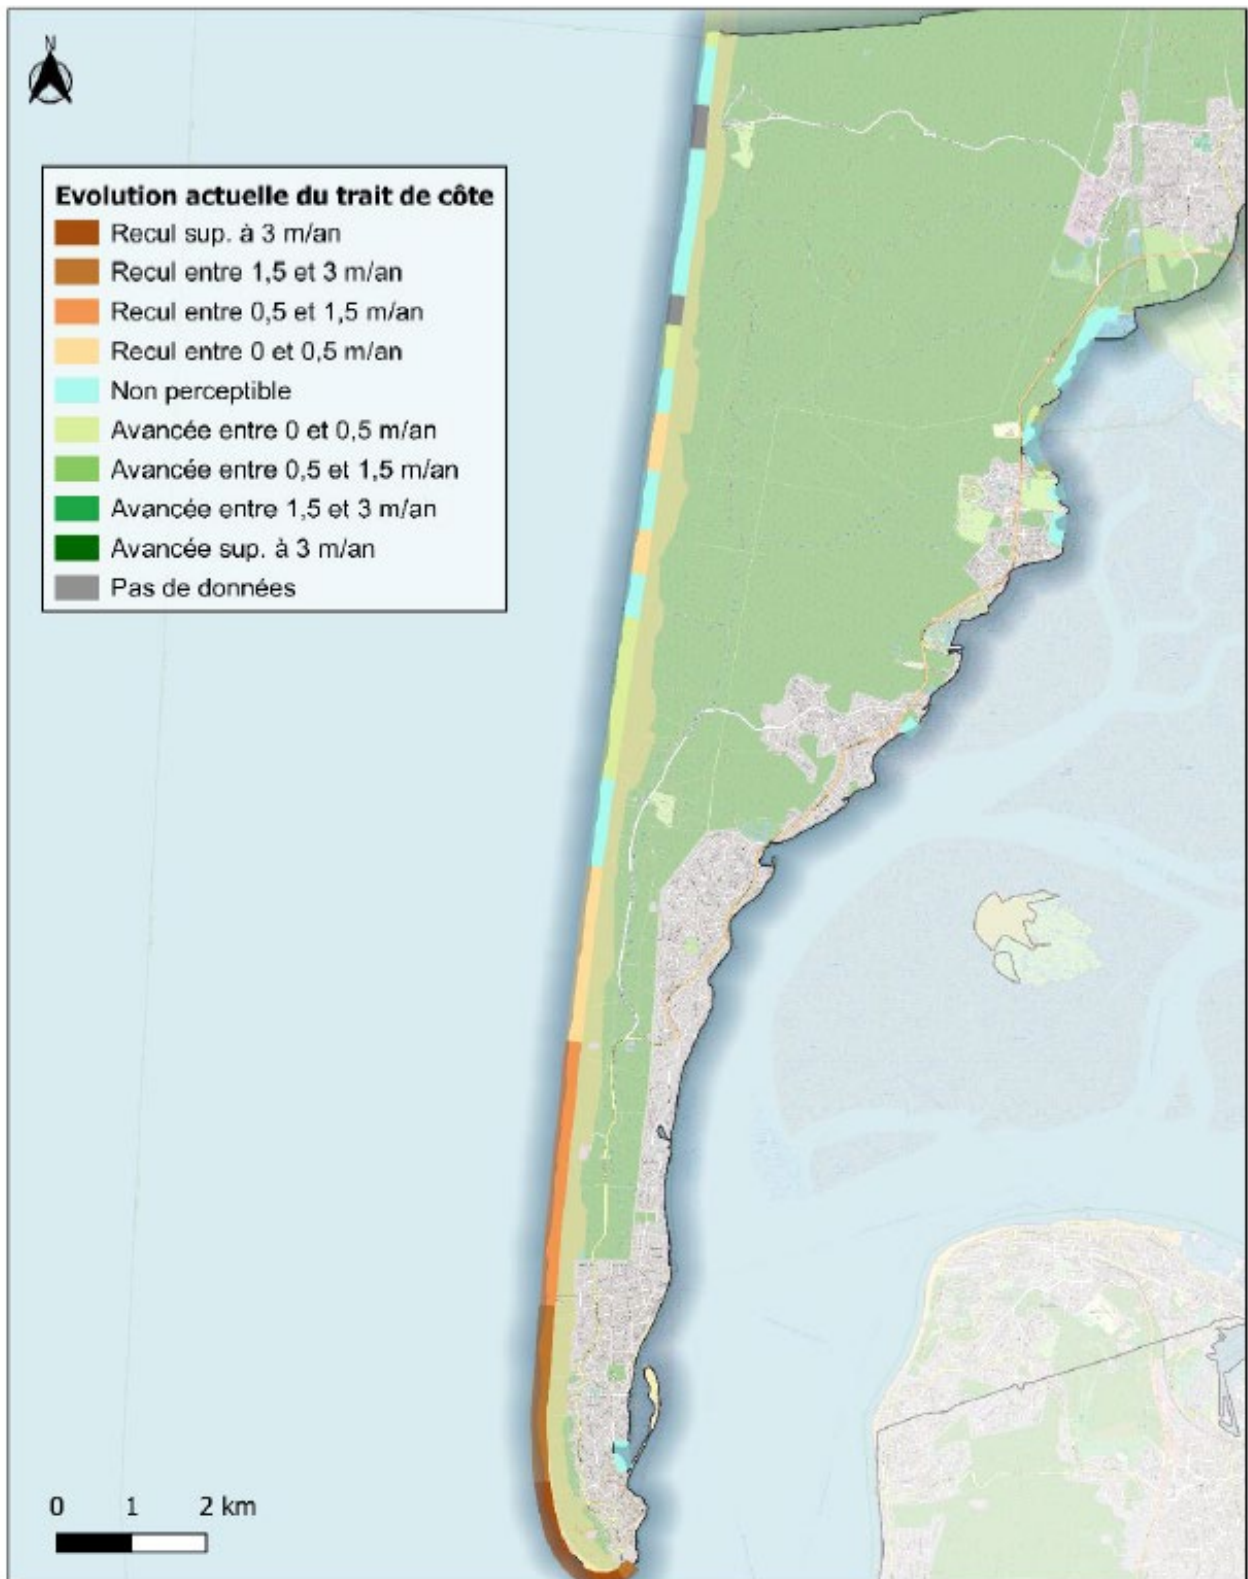 N
Evolution actuelle du trait de côte
Recul sup. à 3 m/an
Recul entre 1,5 et 3 m/an
Recul entre 0,5 et 1,5 m/an
Recul entre 0 et 0,5 m/an
Non perceptible
Avancée entre 0 et 0,5 m/an
Avancée entre 0,5 et 1,5 m/an
Avancée entre 1,5 et 3 m/an
Avancée sup. à 3 m/an
Pas de données
0 1 2 km